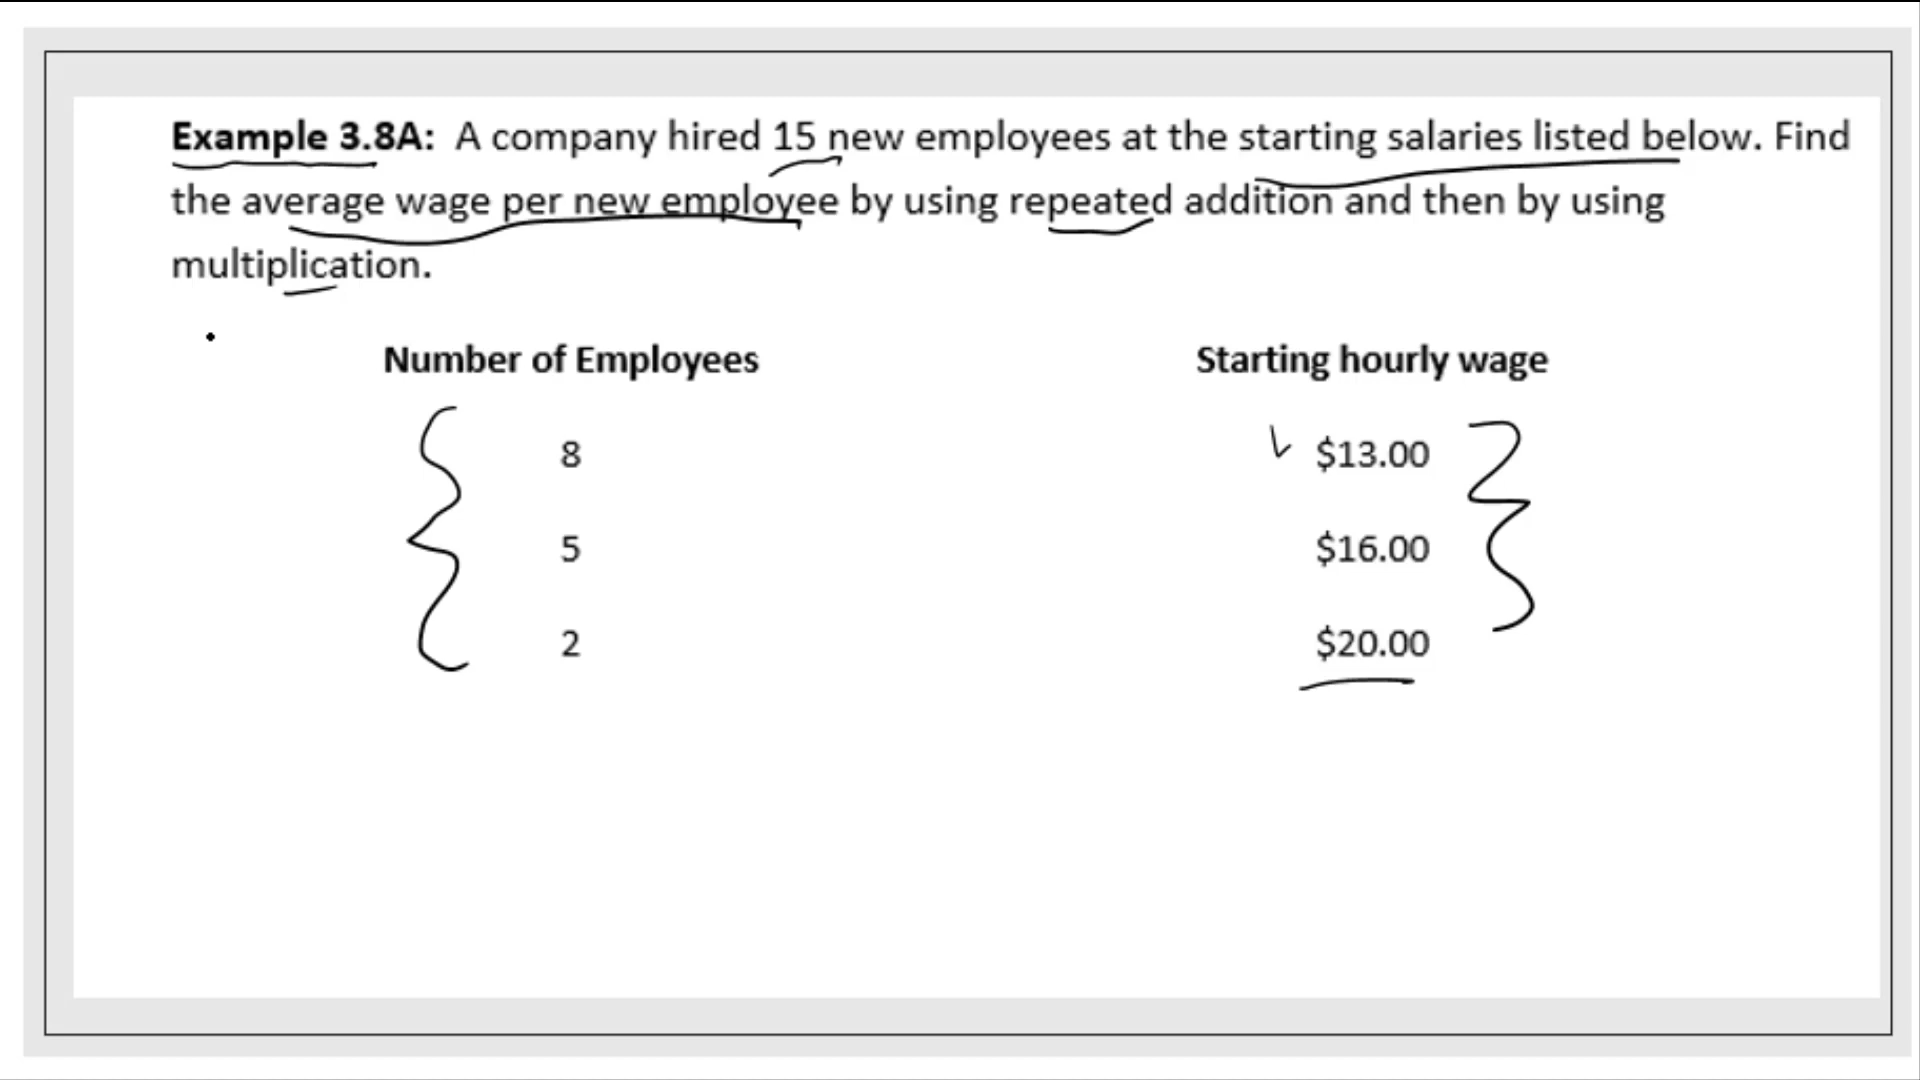 Example 3.8A: A company hired 15 new employees at the starting salaries listed below. Find
the average wage per new employee by using repeated addition and then by using
multiplication.
Number of Employees Starting hourly wage
8 $13.00
5 $16.00
2 $20.00